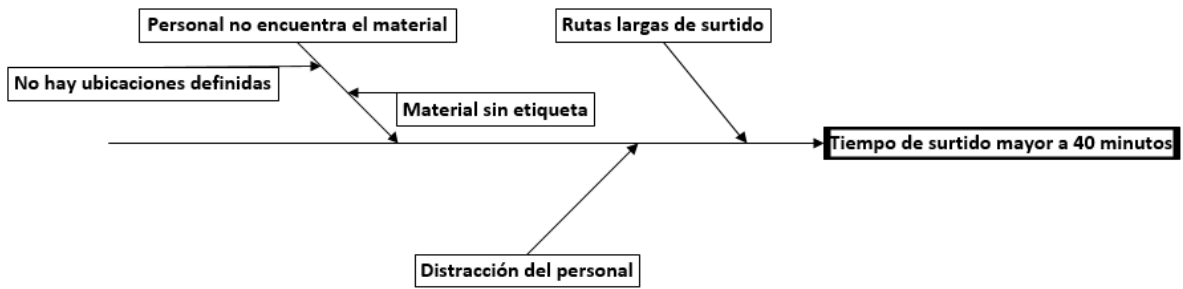 Personal no encuentra el material
Rutas largas de surtido
No hay ubicaciones definidas
Material sin etiqueta
Tiempo de surtido mayor a 40 minutos
Distracción del personal